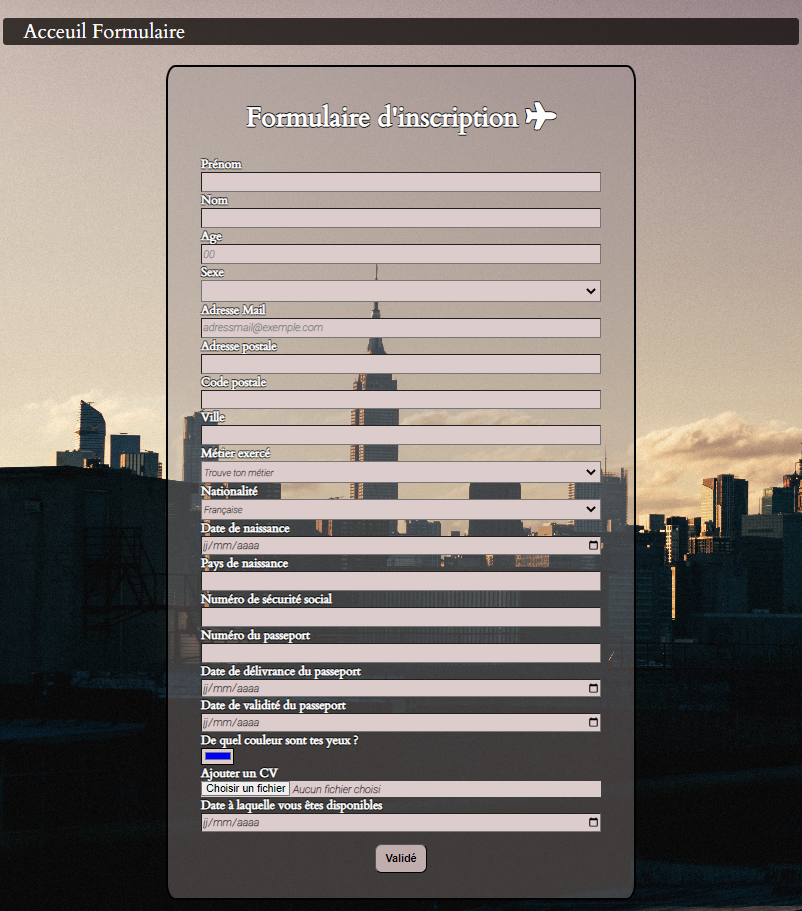 Acceuil Formulaire
Formulaire d'inscription
Prénom
Nom
Age
00
Sexe
Adresse Mail
adressmail@exemple.com
Adresse postale
Code postale
Ville
Métier exercé
Trouve ton métier
Nationalité
Française
Date de naissance
jj/mm/aaaa
Pays de naissance
Numéro de sécurité social
Numéro du passeport
Date de délivrance du passeport
jj/mm/aaaa
Date de validité du passeport
jj/mm/aaaa
De quel couleur sont tes yeux ?
Ajouter un CV
Choisir un fichier Aucun fichier choisi
Date à laquelle vous êtes disponibles
jj/mm/aaaa
Validé